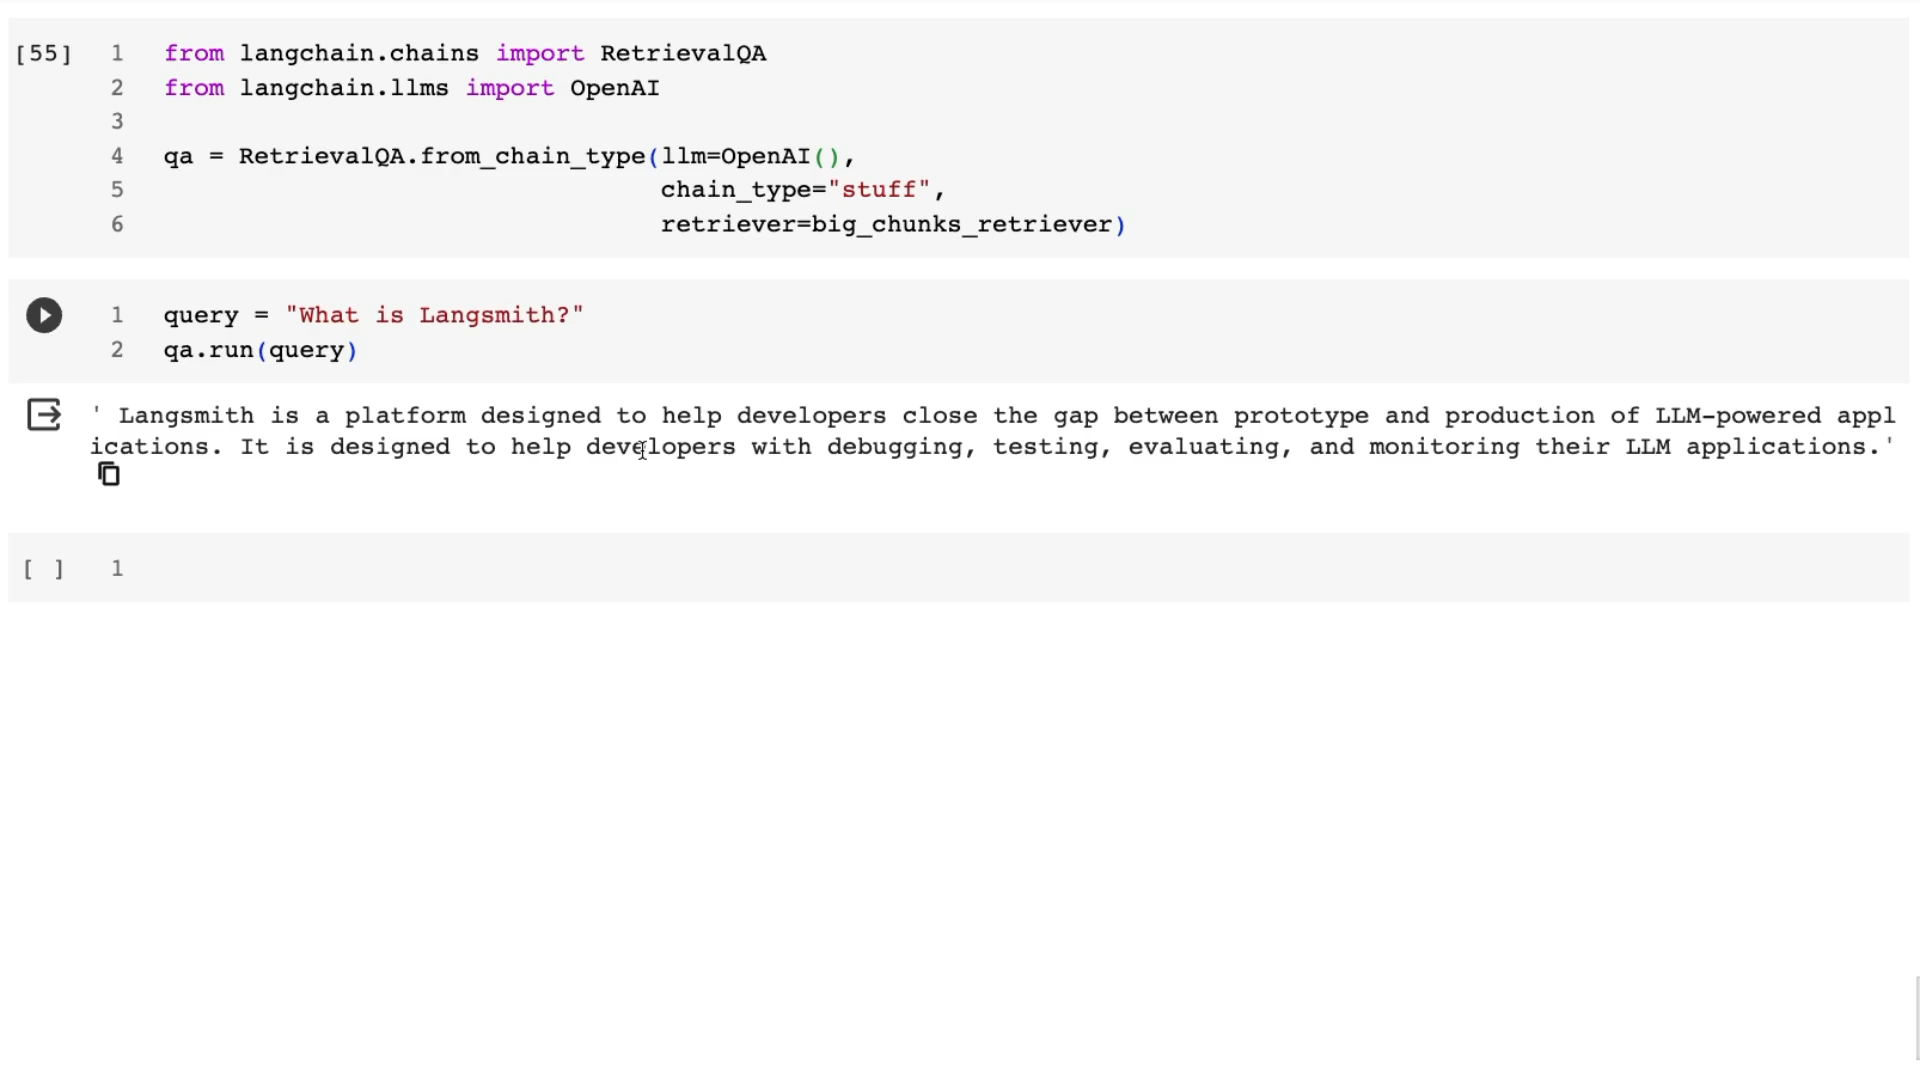 [55] 1 from langchain.chains import RetrievalQA
2 from langchain.llms import OpenAI
3
4 qa = RetrievalQA.from_chain_type(llm=OpenAI(),
5 chain_type="stuff",
6 retriever=big_chunks_retriever)
1 query = "What is Langsmith?"
2 qa.run(query)
' Langsmith is a platform designed to help developers close the gap between prototype and production of LLM-powered appl
ications. It is designed to help developers with debugging, testing, evaluating, and monitoring their LLM applications.'
[ ] 1